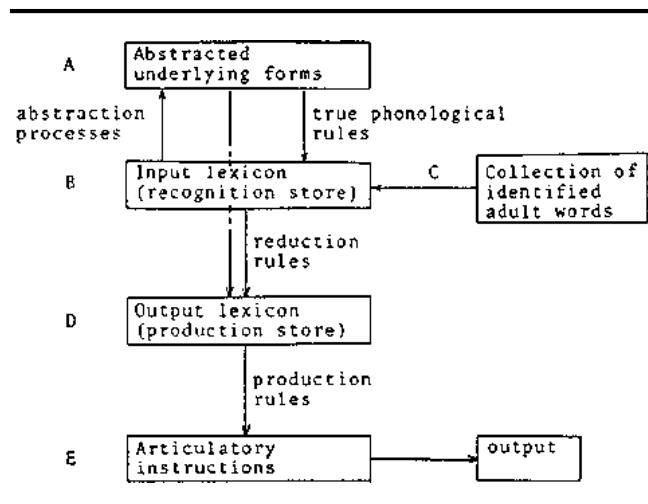 A
Abstracted
underlying forms
abstraction
processes
true phonological
rules
B
Input lexicon
(recognition store)
C
Collection of
identified
adult words
reduction
rules
D
Output lexicon
(production store)
production
rules
E
Articulatory
instructions
output